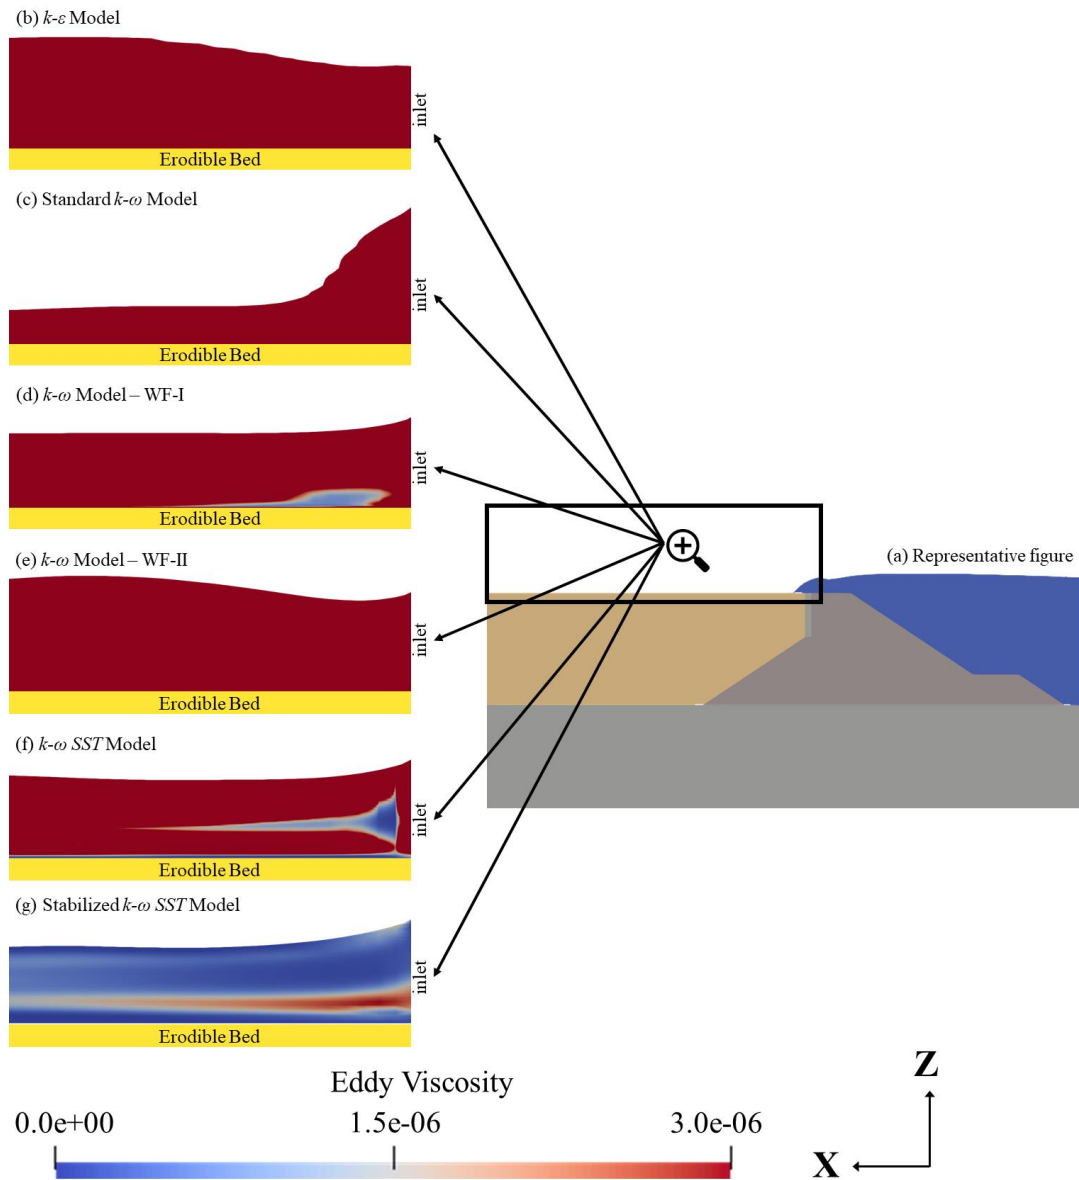 (b) k-ε Model
inlet
Erodible Bed
(c) Standard k-ω Model
inlet
Erodible Bed
(d) k-ω Model – WF-I
inlet
Erodible Bed
(e) k-ω Model – WF-II
(a) Representative figure
inlet
Erodible Bed
(f) k-ω SST Model
inlet
Erodible Bed
(g) Stabilized k-ω SST Model
inlet
Erodible Bed
Eddy Viscosity
0.0e+00 1.5e-06 3.0e-06
Z
X